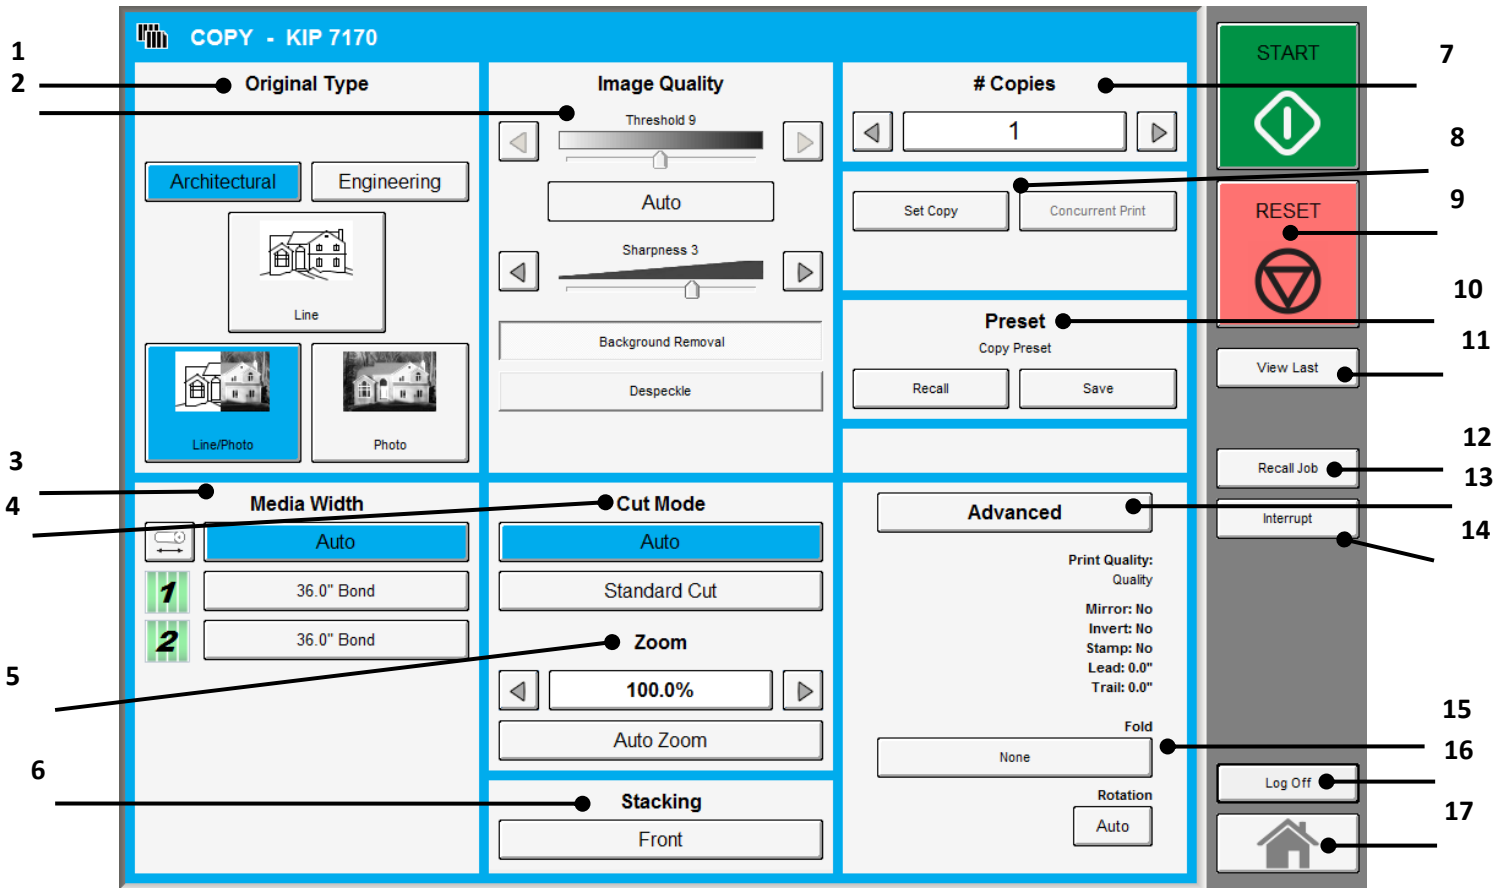 COPY - KIP 7170
1
2
Original Type
Architectural
Engineering
Line
Line/Photo
Photo
Image Quality
Threshold 9
Auto
Sharpness 3
Background Removal
Despeckle
# Copies
1
Set Copy
Concurrent Print
Preset
Copy Preset
Recall
Save
3
4
Media Width
Auto
1
36.0" Bond
2
36.0" Bond
Cut Mode
Auto
Standard Cut
5
Zoom
100.0%
Auto Zoom
6
Stacking
Front
Advanced
Print Quality:
Quality
Mirror: No
Invert: No
Stamp: No
Lead: 0.0"
Trail: 0.0"
Fold
None
Rotation
Auto
START
RESET
View Last
Recall Job
Interrupt
Log Off
7
8
9
10
11
12
13
14
15
16
17